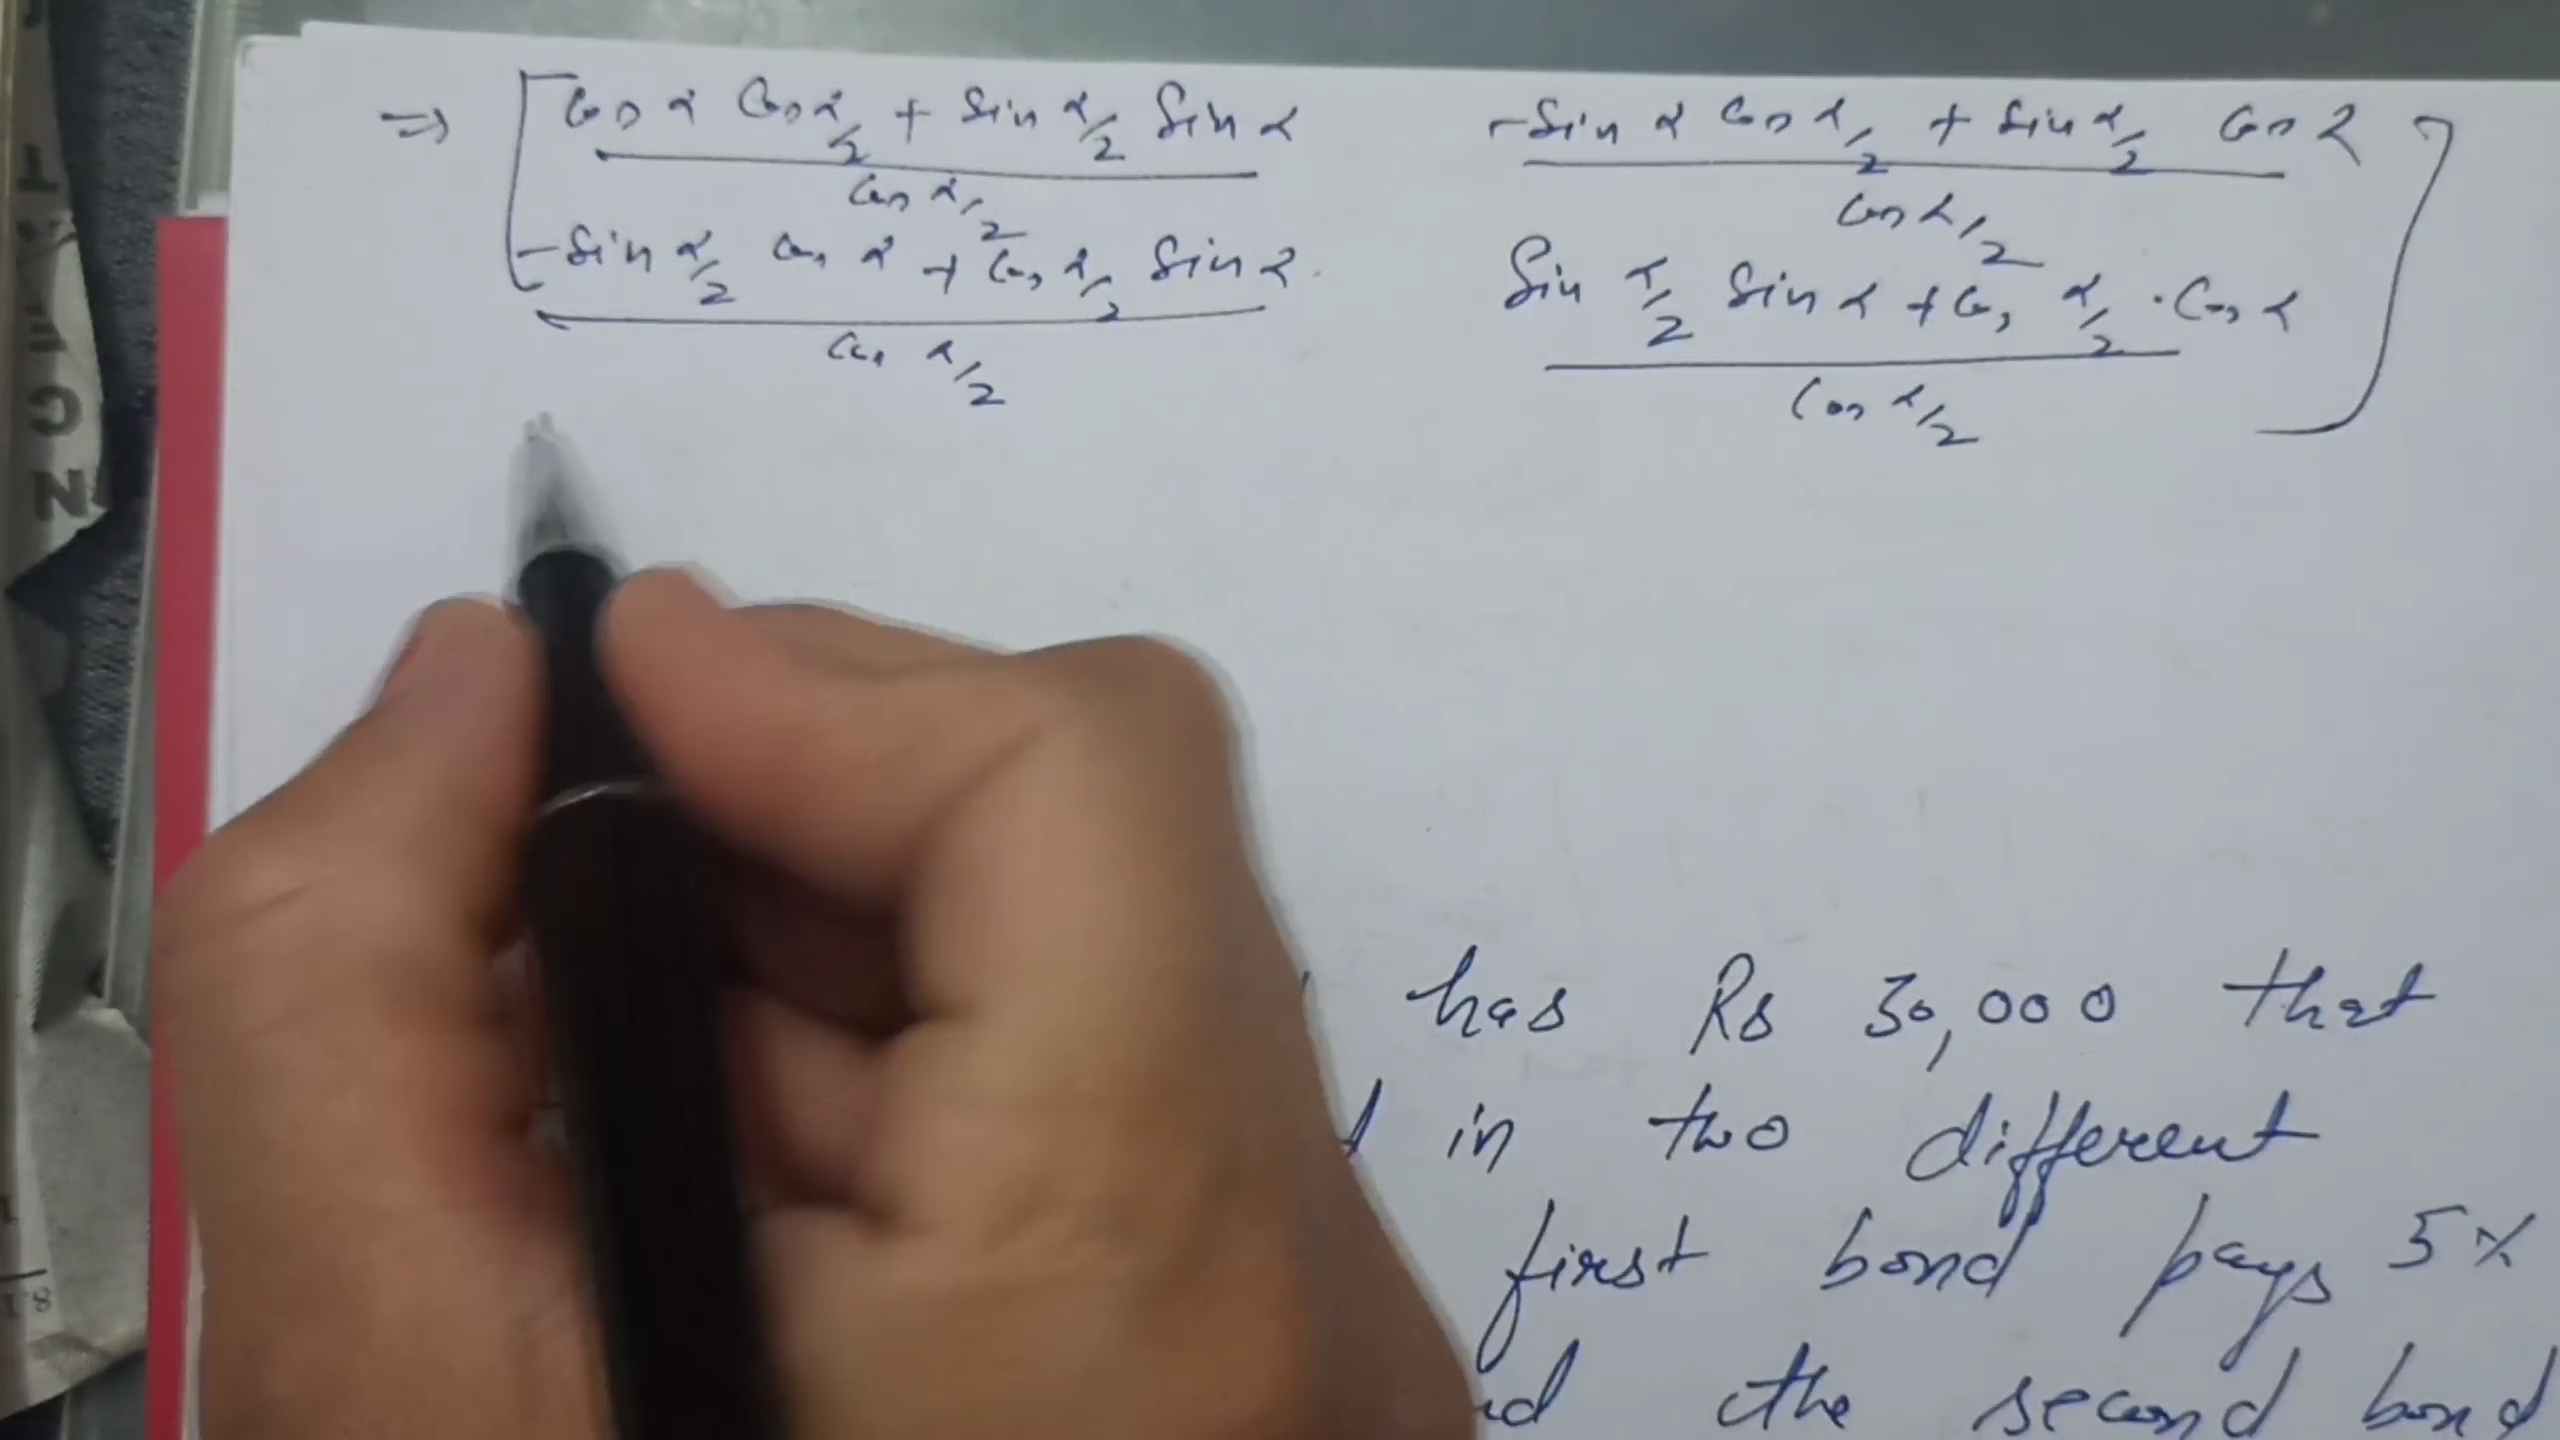 => [ Cos α Cos α/2 + Sin α/2 Sin α -Sin α Cos α/2 + Sin α/2 Cos α ]
Cos α/2 Cos α/2
-Sin α/2 Cos α + Cos α/2 Sin α Sin α/2 Sin α + Cos α/2 . Cos α
Cos α/2 Cos α/2
has Rs 30,000 that
in two different
first bond pays 5%
the second bond